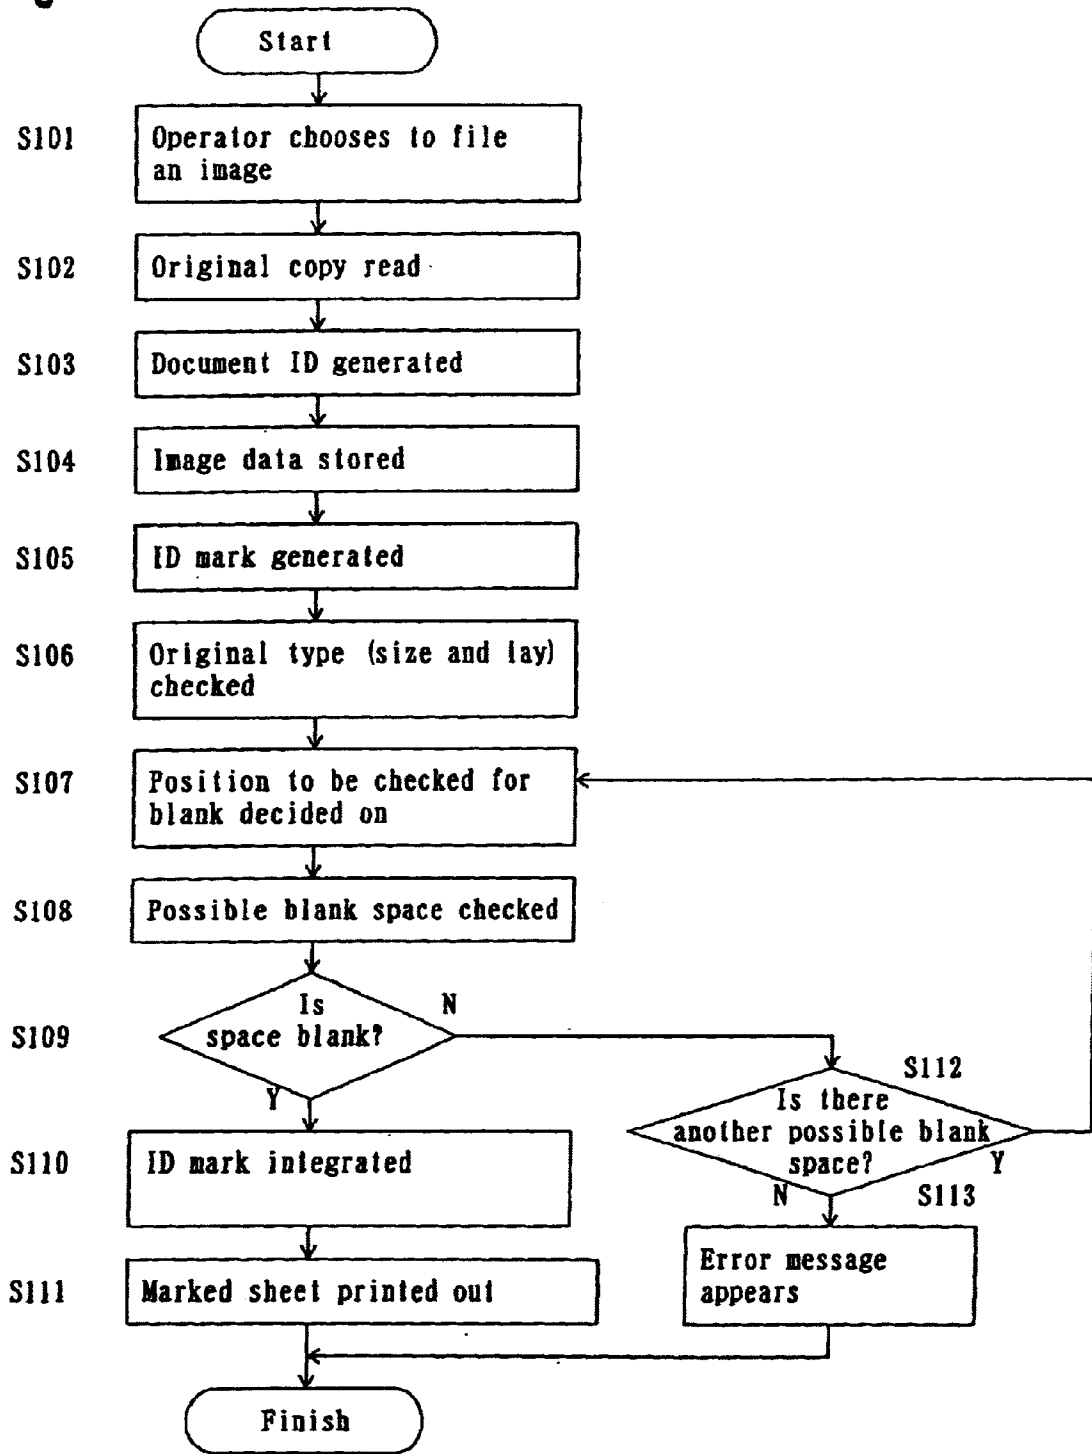 Start
S101
Operator chooses to file
an image
S102
Original copy read
S103
Document ID generated
S104
Image data stored
S105
ID mark generated
S106
Original type (size and lay)
checked
S107
Position to be checked for
blank decided on
S108
Possible blank space checked
S109
Is
space blank?
N
Y
S112
Is there
another possible blank
space?
Y
N
S110
ID mark integrated
S113
Error message
appears
S111
Marked sheet printed out
Finish